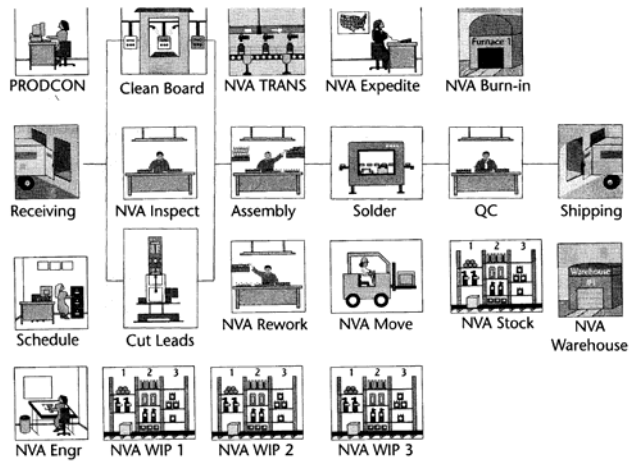 Furnace 1
PRODCON
Clean Board
NVA TRANS
NVA Expedite
NVA Burn-in
Receiving
NVA Inspect
Assembly
Solder
QC
Shipping
1 2 3
Warehouse
#1
Schedule
Cut Leads
NVA Rework
NVA Move
NVA Stock
NVA
Warehouse
1 2 3
1 2 3
1 2 3
NVA Engr
NVA WIP 1
NVA WIP 2
NVA WIP 3